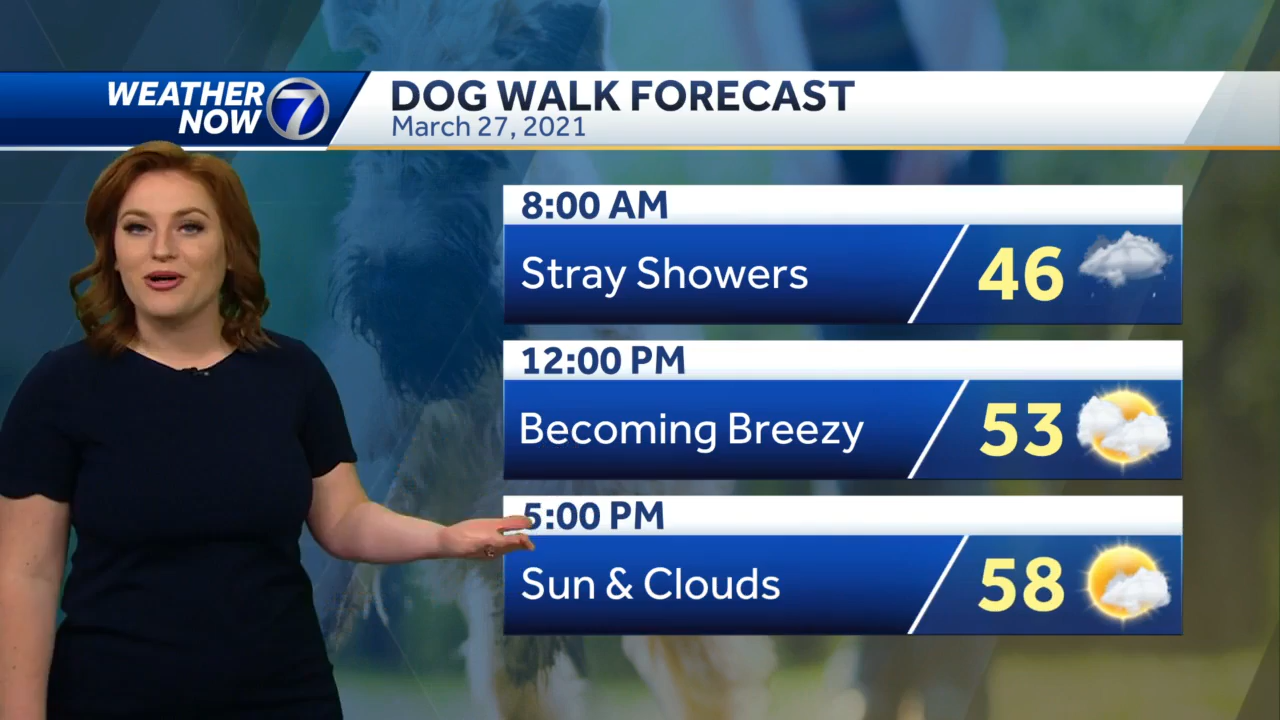 WEATHER
NOW 7
DOG WALK FORECAST
March 27, 2021
8:00 AM
Stray Showers 46
12:00 PM
Becoming Breezy 53
5:00 PM
Sun & Clouds 58